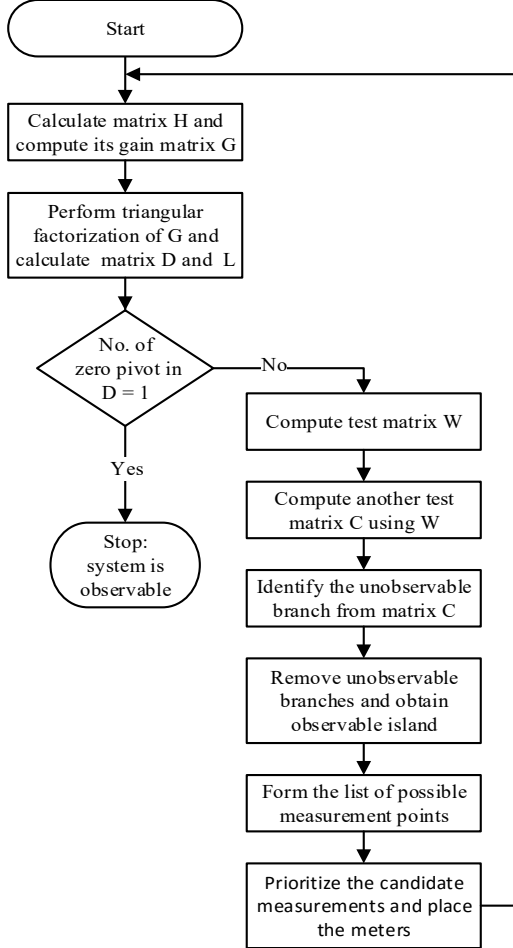 Start
Calculate matrix H and
compute its gain matrix G
Perform triangular
factorization of G and
calculate matrix D and L
No. of
zero pivot in
D = 1
No
Yes
Stop:
system is
observable
Compute test matrix W
Compute another test
matrix C using W
Identify the unobservable
branch from matrix C
Remove unobservable
branches and obtain
observable island
Form the list of possible
measurement points
Prioritize the candidate
measurements and place
the meters